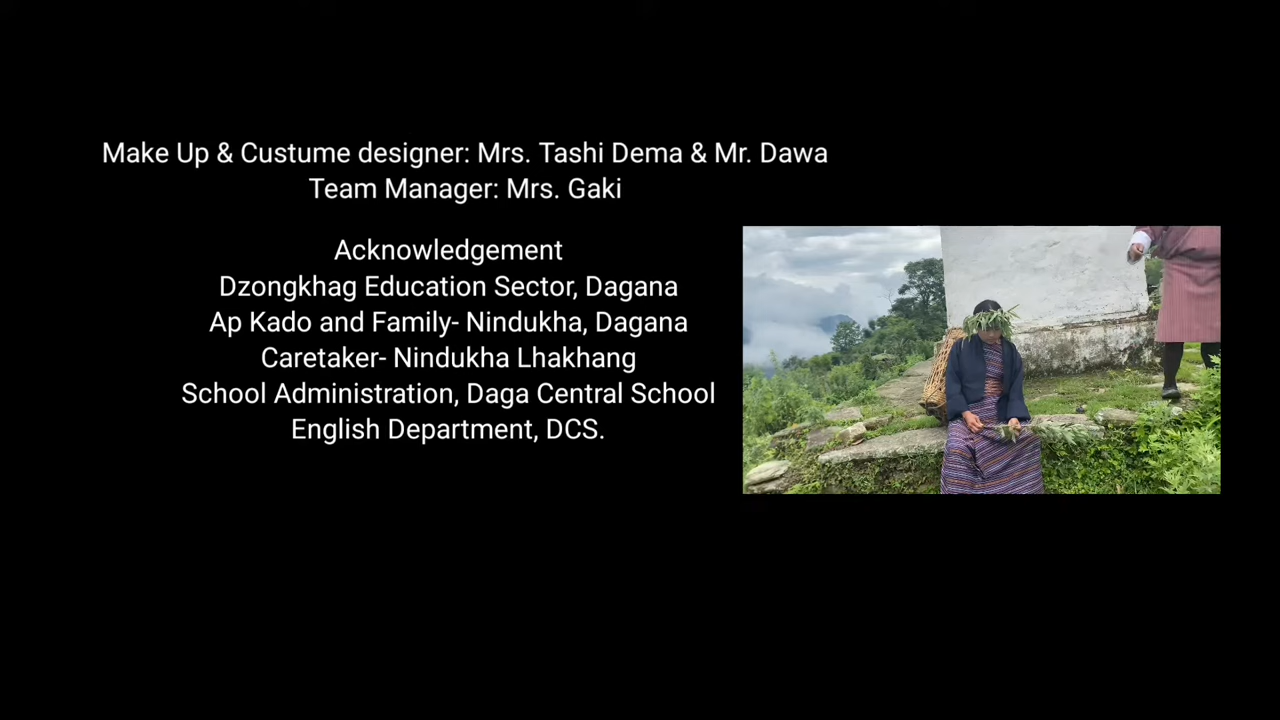 Make Up & Custume designer: Mrs. Tashi Dema & Mr. Dawa
Team Manager: Mrs. Gaki
Acknowledgement
Dzongkhag Education Sector, Dagana
Ap Kado and Family- Nindukha, Dagana
Caretaker- Nindukha Lhakhang
School Administration, Daga Central School
English Department, DCS.